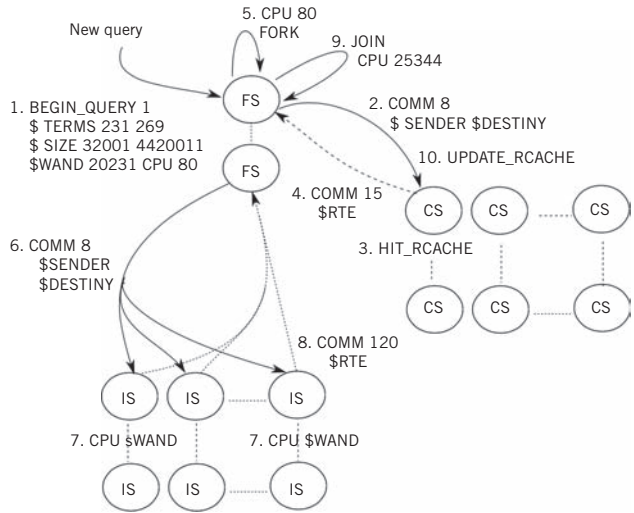 New query
5. CPU 80
FORK
9. JOIN
CPU 25344
1. BEGIN_QUERY 1
$ TERMS 231 269
$ SIZE 32001 4420011
$WAND 20231 CPU 80
FS
2. COMM 8
$ SENDER $DESTINY
10. UPDATE_RCACHE
FS
4. COMM 15
$RTE
CS
CS
CS
3. HIT_RCACHE
6. COMM 8
$SENDER
$DESTINY
CS
CS
CS
8. COMM 120
$RTE
IS
IS
IS
7. CPU sWAND
7. CPU $WAND
IS
IS
IS